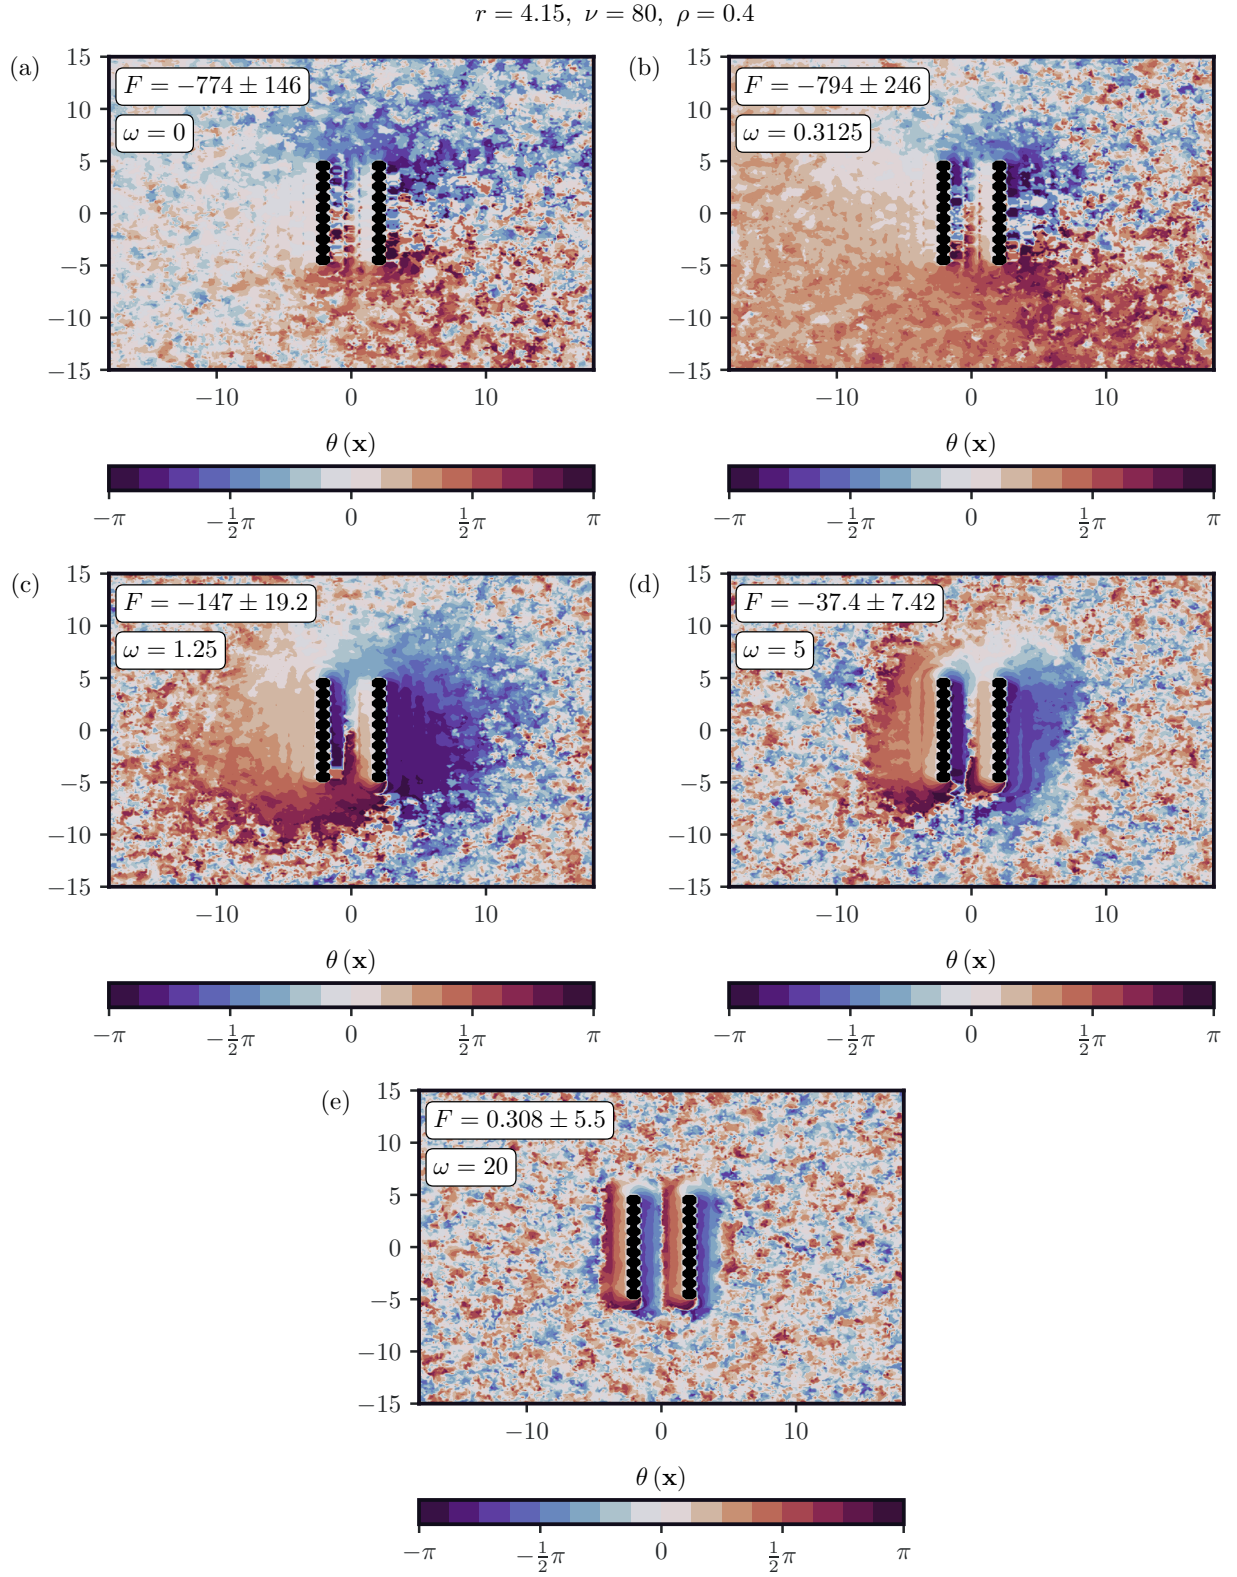 r = 4.15, ν = 80, ρ = 0.4
(a)
F = −774 ± 146
ω = 0
15
10
5
0
−5
−10
−15
−10 0 10
θ (x)
−π −½π 0 ½π π
(b)
F = −794 ± 246
ω = 0.3125
15
10
5
0
−5
−10
−15
−10 0 10
θ (x)
−π −½π 0 ½π π
(c)
F = −147 ± 19.2
ω = 1.25
15
10
5
0
−5
−10
−15
−10 0 10
θ (x)
−π −½π 0 ½π π
(d)
F = −37.4 ± 7.42
ω = 5
15
10
5
0
−5
−10
−15
−10 0 10
θ (x)
−π −½π 0 ½π π
(e)
F = 0.308 ± 5.5
ω = 20
15
10
5
0
−5
−10
−15
−10 0 10
θ (x)
−π −½π 0 ½π π